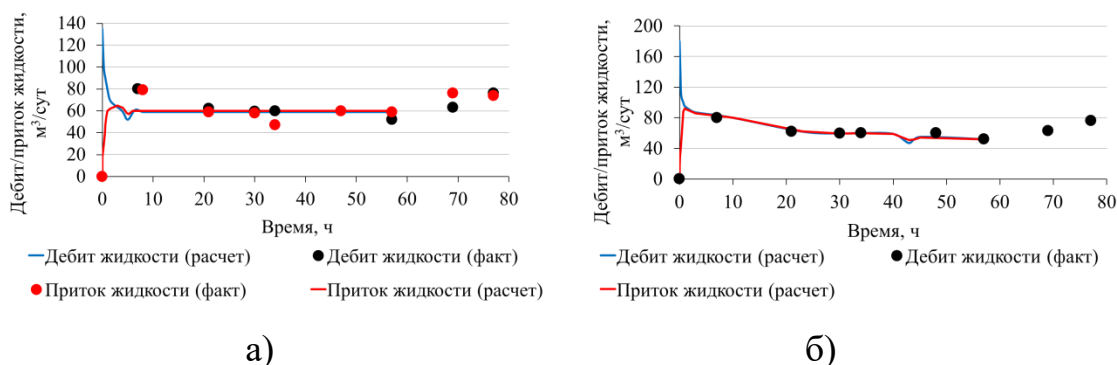 Дебит/приток жидкости,
м³/сут
140
120
100
80
60
40
20
0
0 10 20 30 40 50 60 70 80
Время, ч
Дебит жидкости (расчет)
Дебит жидкости (факт)
Приток жидкости (факт)
Приток жидкости (расчет)
а)
Дебит/приток жидкости,
м³/сут
200
160
120
80
40
0
0 10 20 30 40 50 60 70 80
Время, ч
Дебит жидкости (расчет)
Дебит жидкости (факт)
Приток жидкости (расчет)
б)